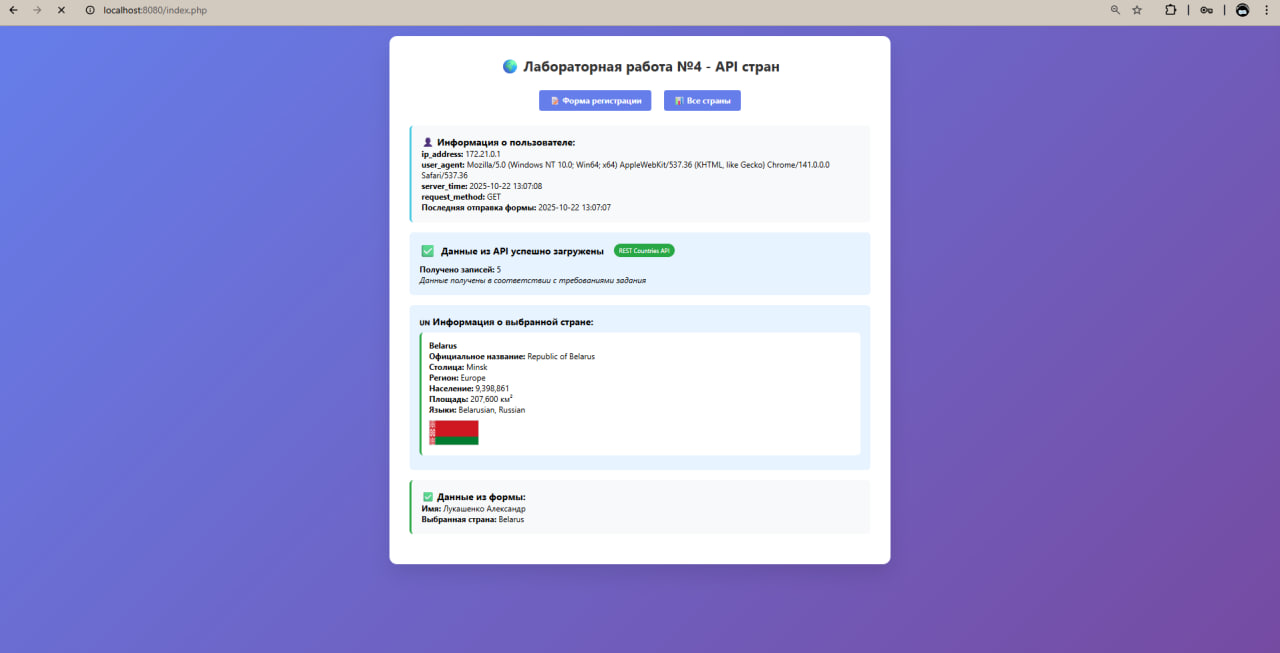 localhost:8080/index.php
Лабораторная работа №4 - API стран
Форма регистрации
Все страны
Информация о пользователе:
ip_address: 172.21.0.1
user_agent: Mozilla/5.0 (Windows NT 10.0; Win64; x64) AppleWebKit/537.36 (KHTML, like Gecko) Chrome/141.0.0.0
Safari/537.36
server_time: 2025-10-22 13:07:08
request_method: GET
Последняя отправка формы: 2025-10-22 13:07:07
Данные из API успешно загружены
REST Countries API
Получено записей: 5
Данные получены в соответствии с требованиями задания
UN Информация о выбранной стране:
Belarus
Официальное название: Republic of Belarus
Столица: Minsk
Регион: Europe
Население: 9,398,861
Площадь: 207,600 км²
Языки: Belarusian, Russian
Данные из формы:
Имя: Лукашенко Александр
Выбранная страна: Belarus